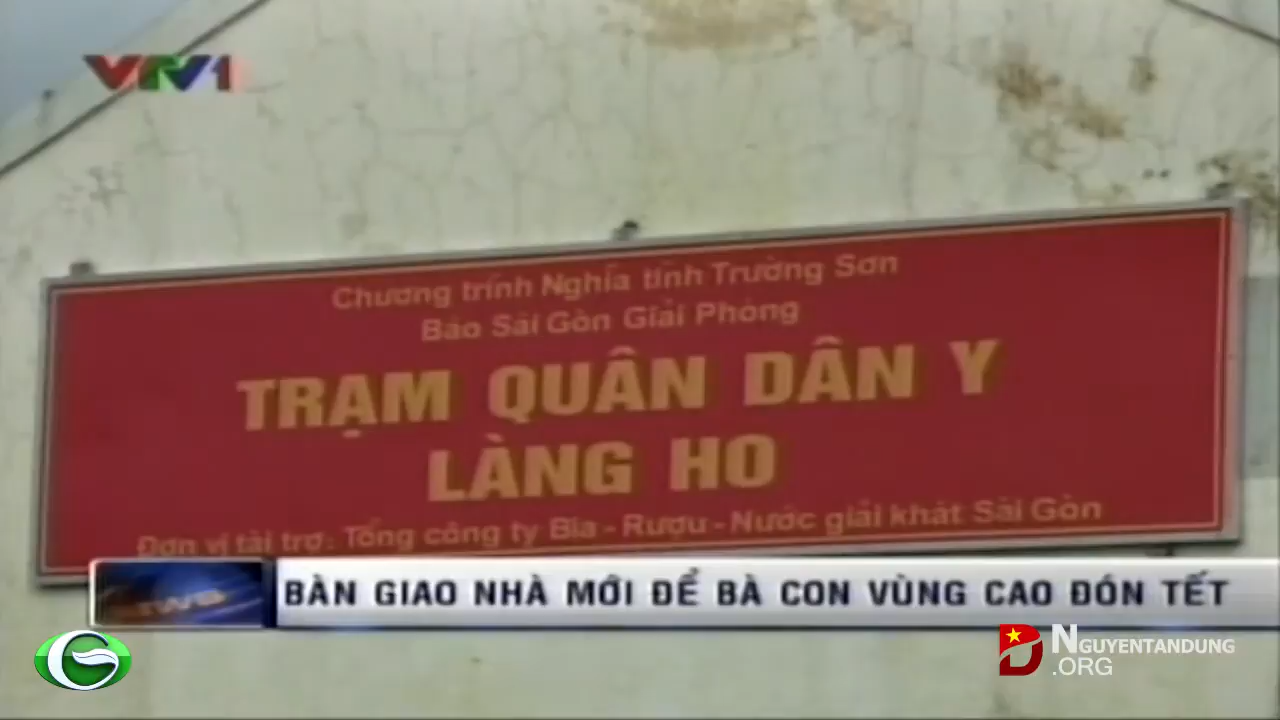 VTV1
Chương trình Nghĩa tình Trường Sơn
Báo Sài Gòn Giải Phóng
TRẠM QUÂN DÂN Y
LÀNG HO
Đơn vị tài trợ: Tổng công ty Bia - Rượu - Nước giải khát Sài Gòn
BÀN GIAO NHÀ MỚI ĐỂ BÀ CON VÙNG CAO ĐÓN TẾT
NGUYENTANDUNG
.ORG